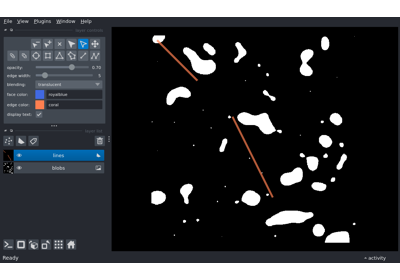 File View Plugins Window Help
opacity: 0.70
edge width: 5
blending: translucent
face color: royalblue
edge color: coral
display text:
lines
blobs
Ready
activity